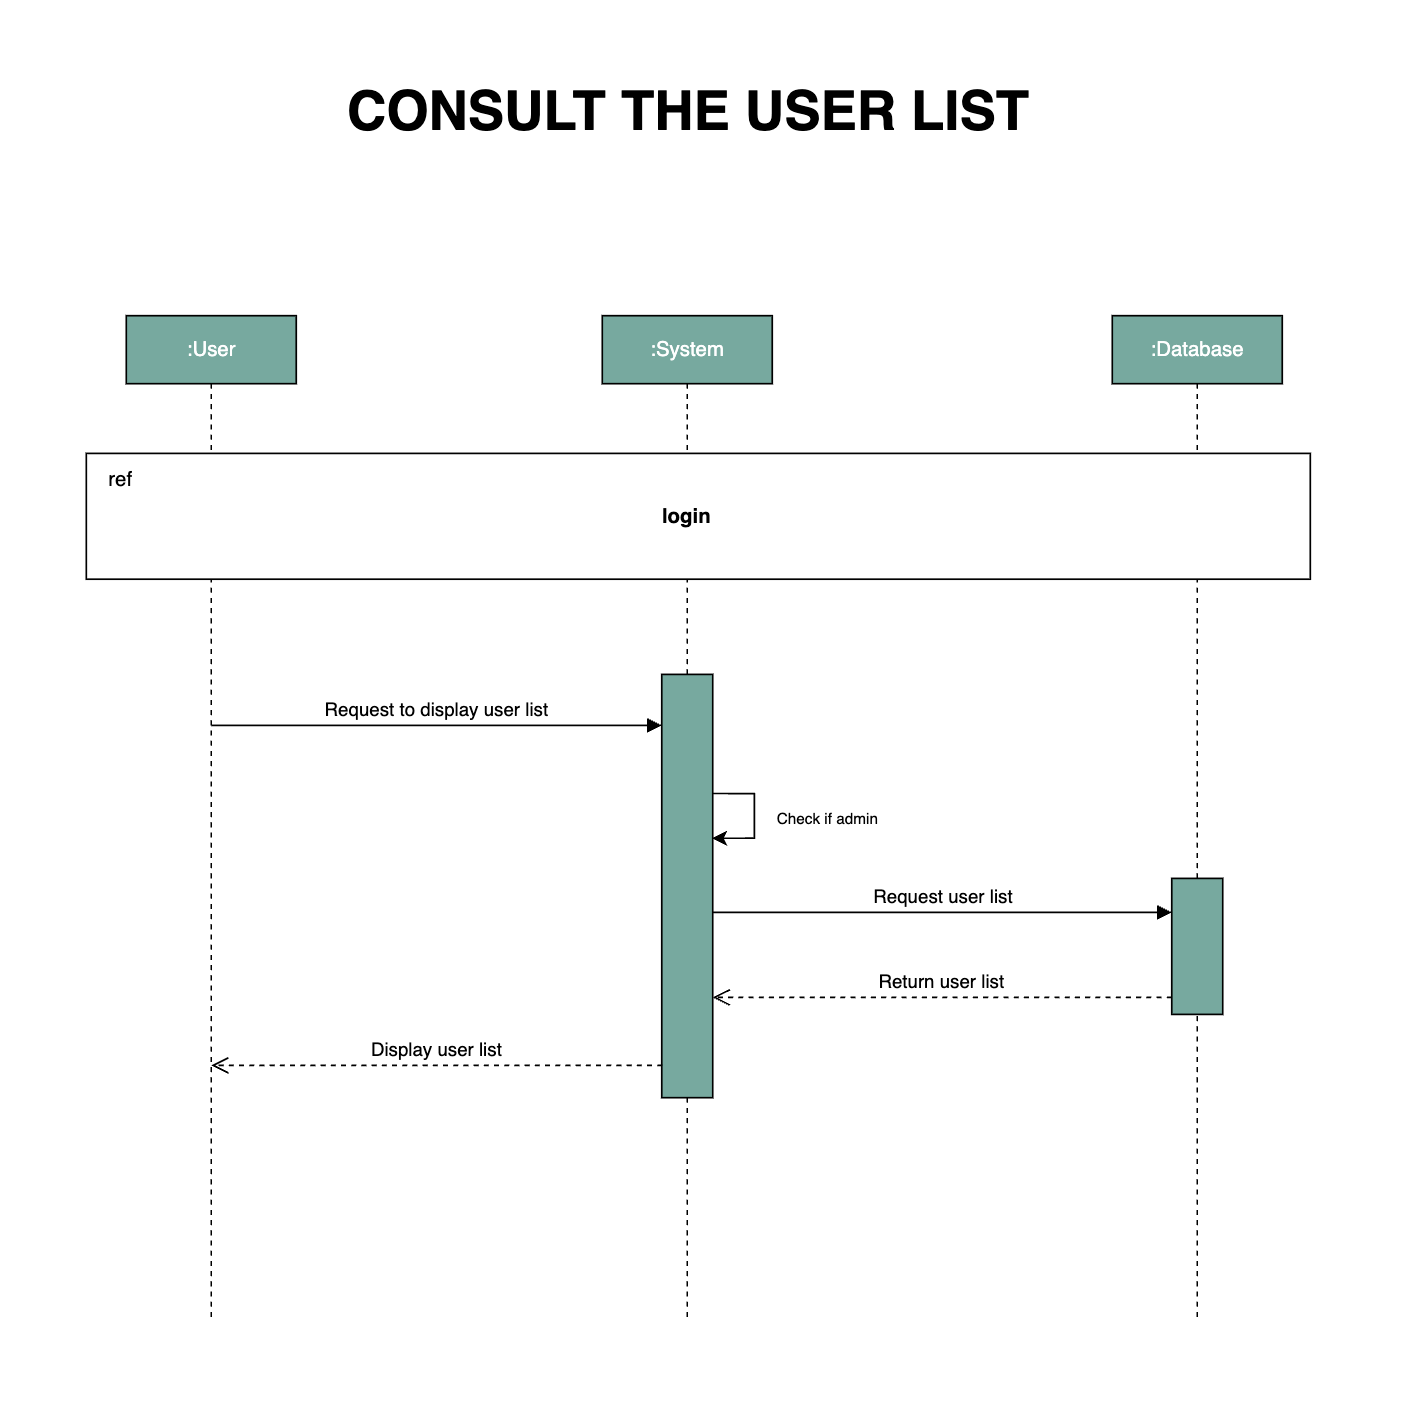 CONSULT THE USER LIST
:User
:System
:Database
ref
login
Request to display user list
Check if admin
Request user list
Return user list
Display user list